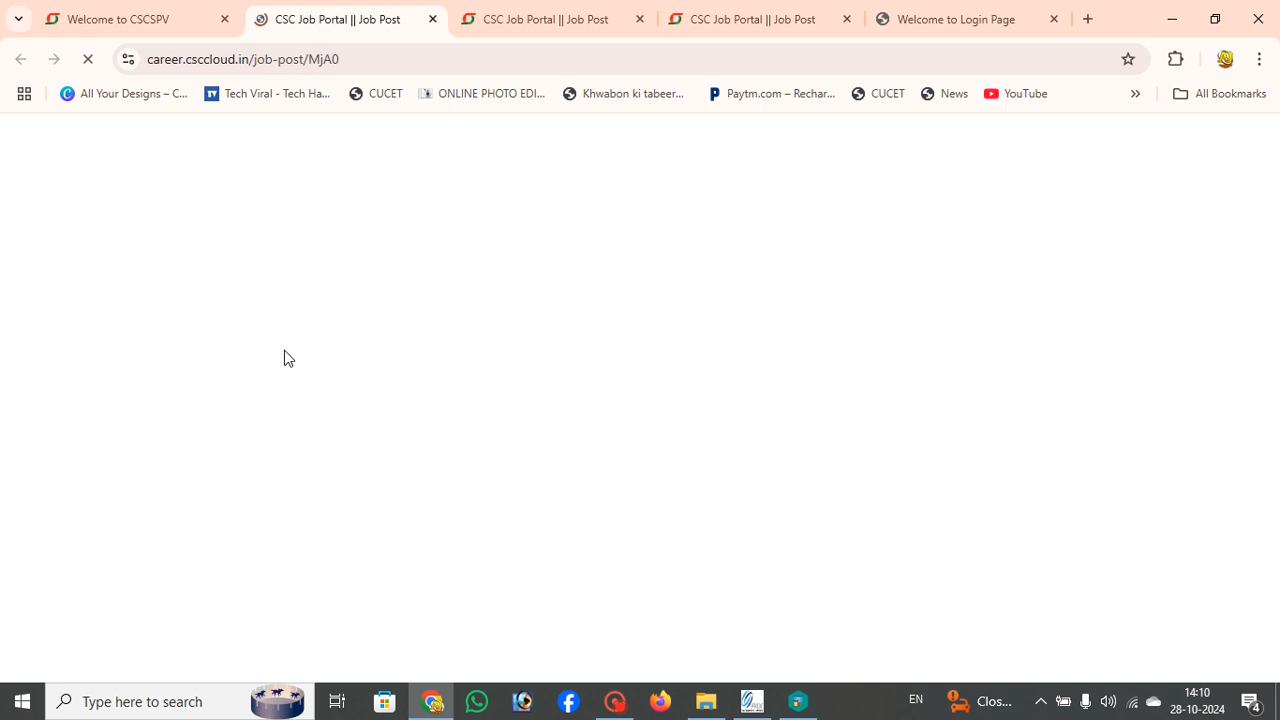 Welcome to CSCSPV
CSC Job Portal || Job Post
CSC Job Portal || Job Post
CSC Job Portal || Job Post
Welcome to Login Page
career.csccloud.in/job-post/MjA0
All Your Designs – C...
Tech Viral - Tech Ha...
CUCET
ONLINE PHOTO EDI...
Khwabon ki tabeer...
Paytm.com – Rechar...
CUCET
News
YouTube
All Bookmarks
Type here to search
EN
Clos...
14:10
28-10-2024
4